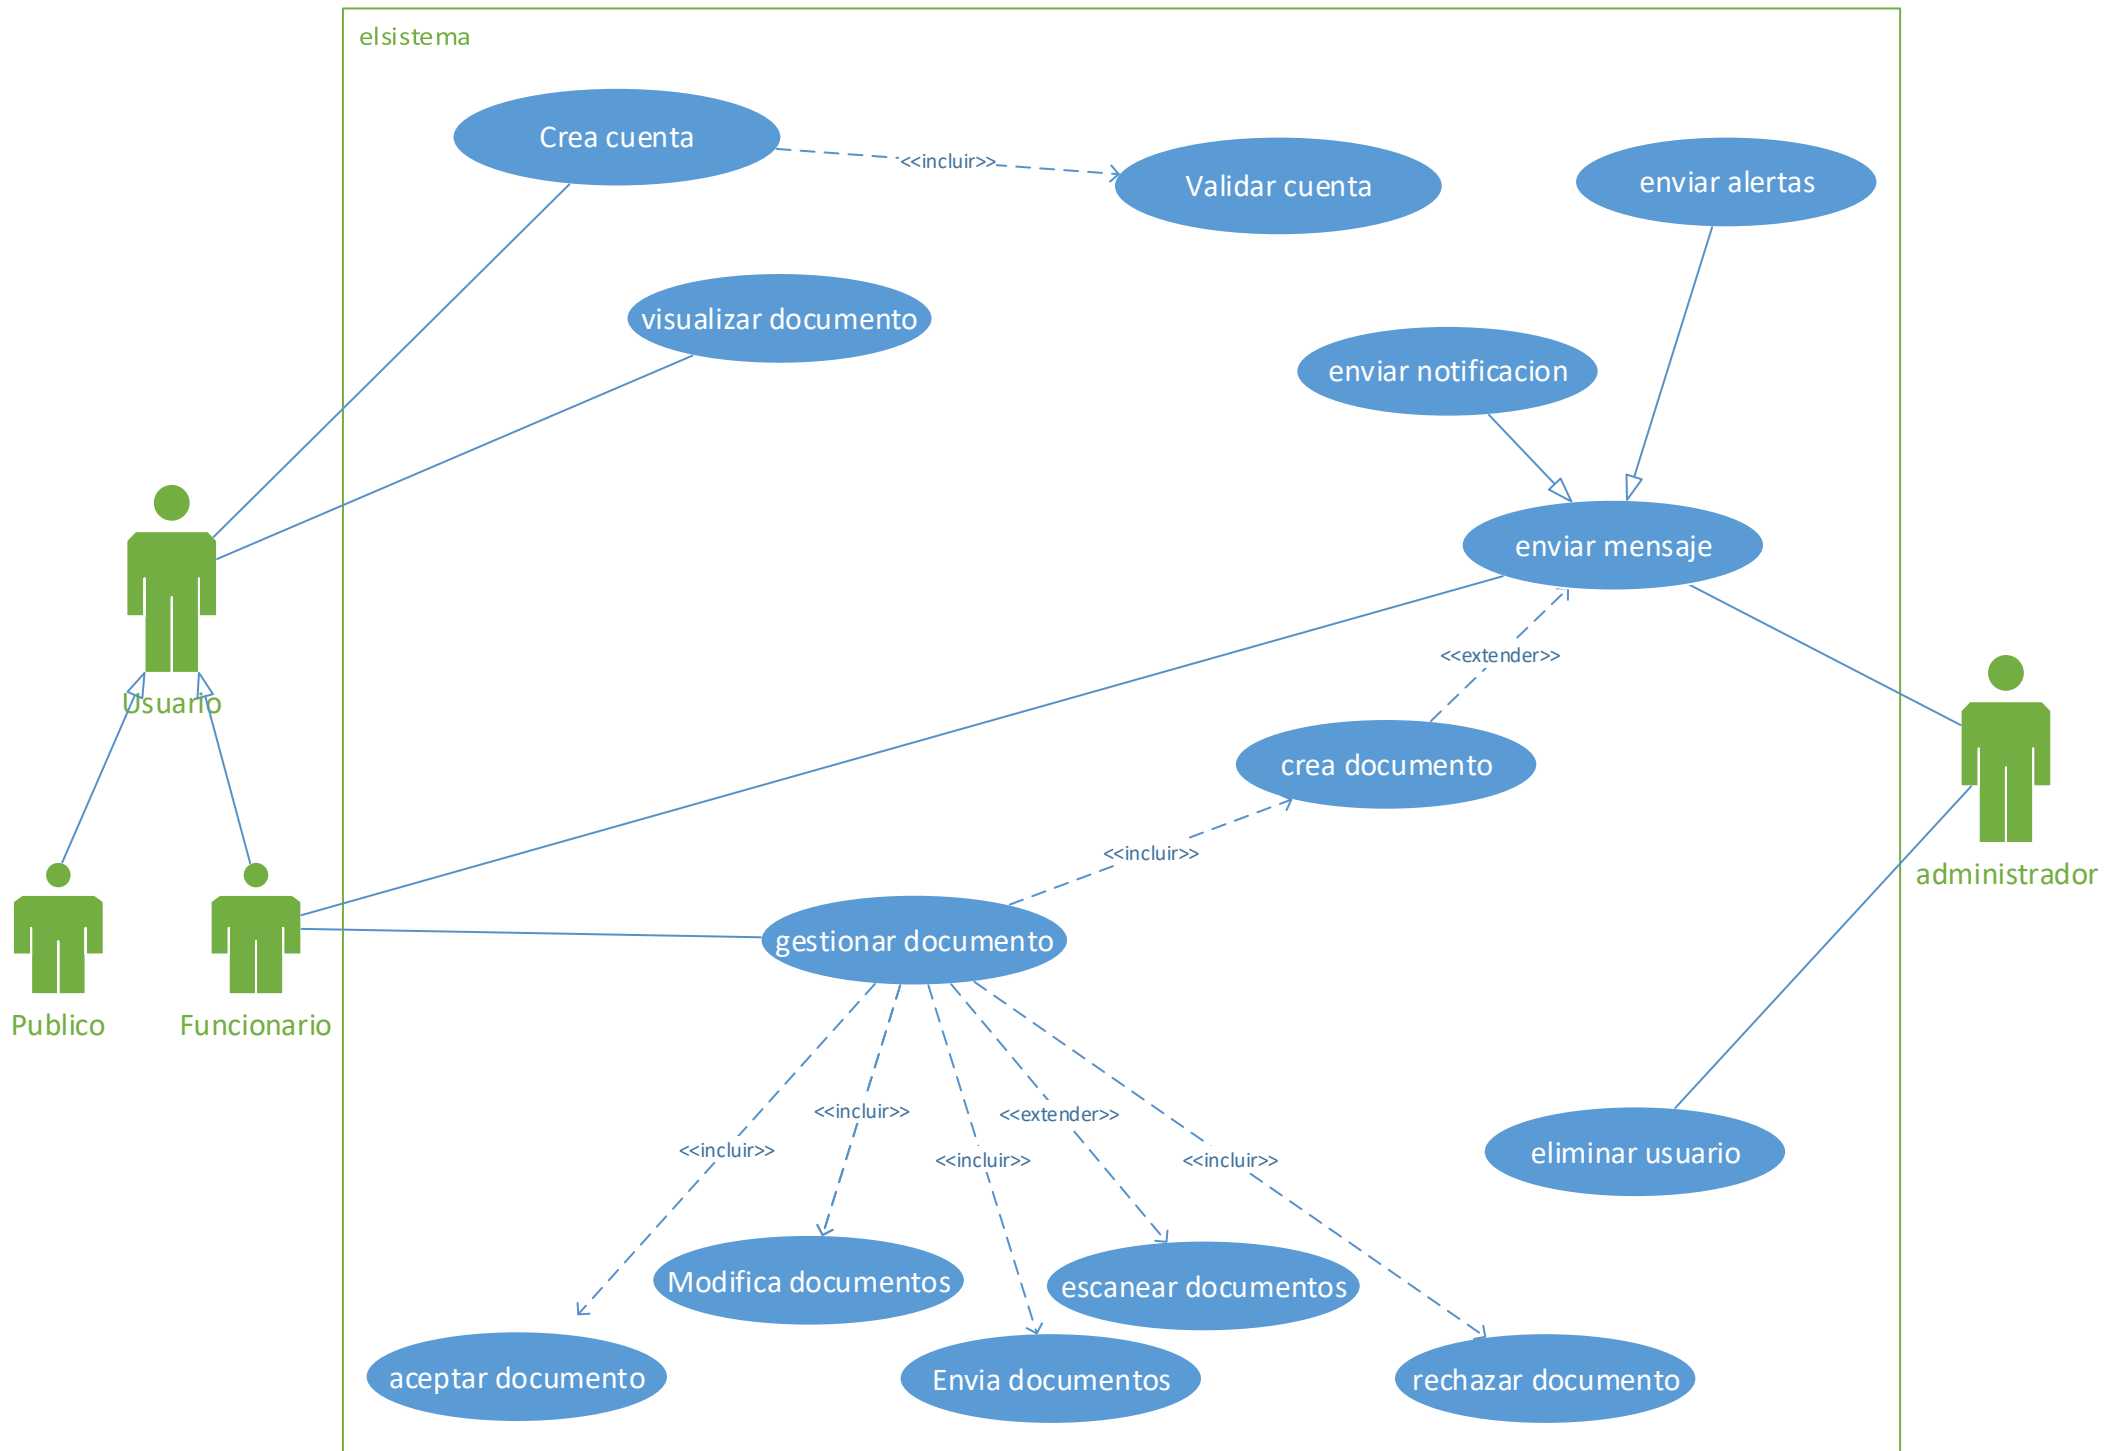 elsistema
Crea cuenta
<<incluir>>
Validar cuenta
enviar alertas
visualizar documento
enviar notificacion
enviar mensaje
<<extender>>
Usuario
crea documento
<<incluir>>
administrador
gestionar documento
Publico
Funcionario
<<incluir>>
<<extender>>
<<incluir>>
<<incluir>>
<<incluir>>
eliminar usuario
Modifica documentos
escanear documentos
aceptar documento
Envia documentos
rechazar documento